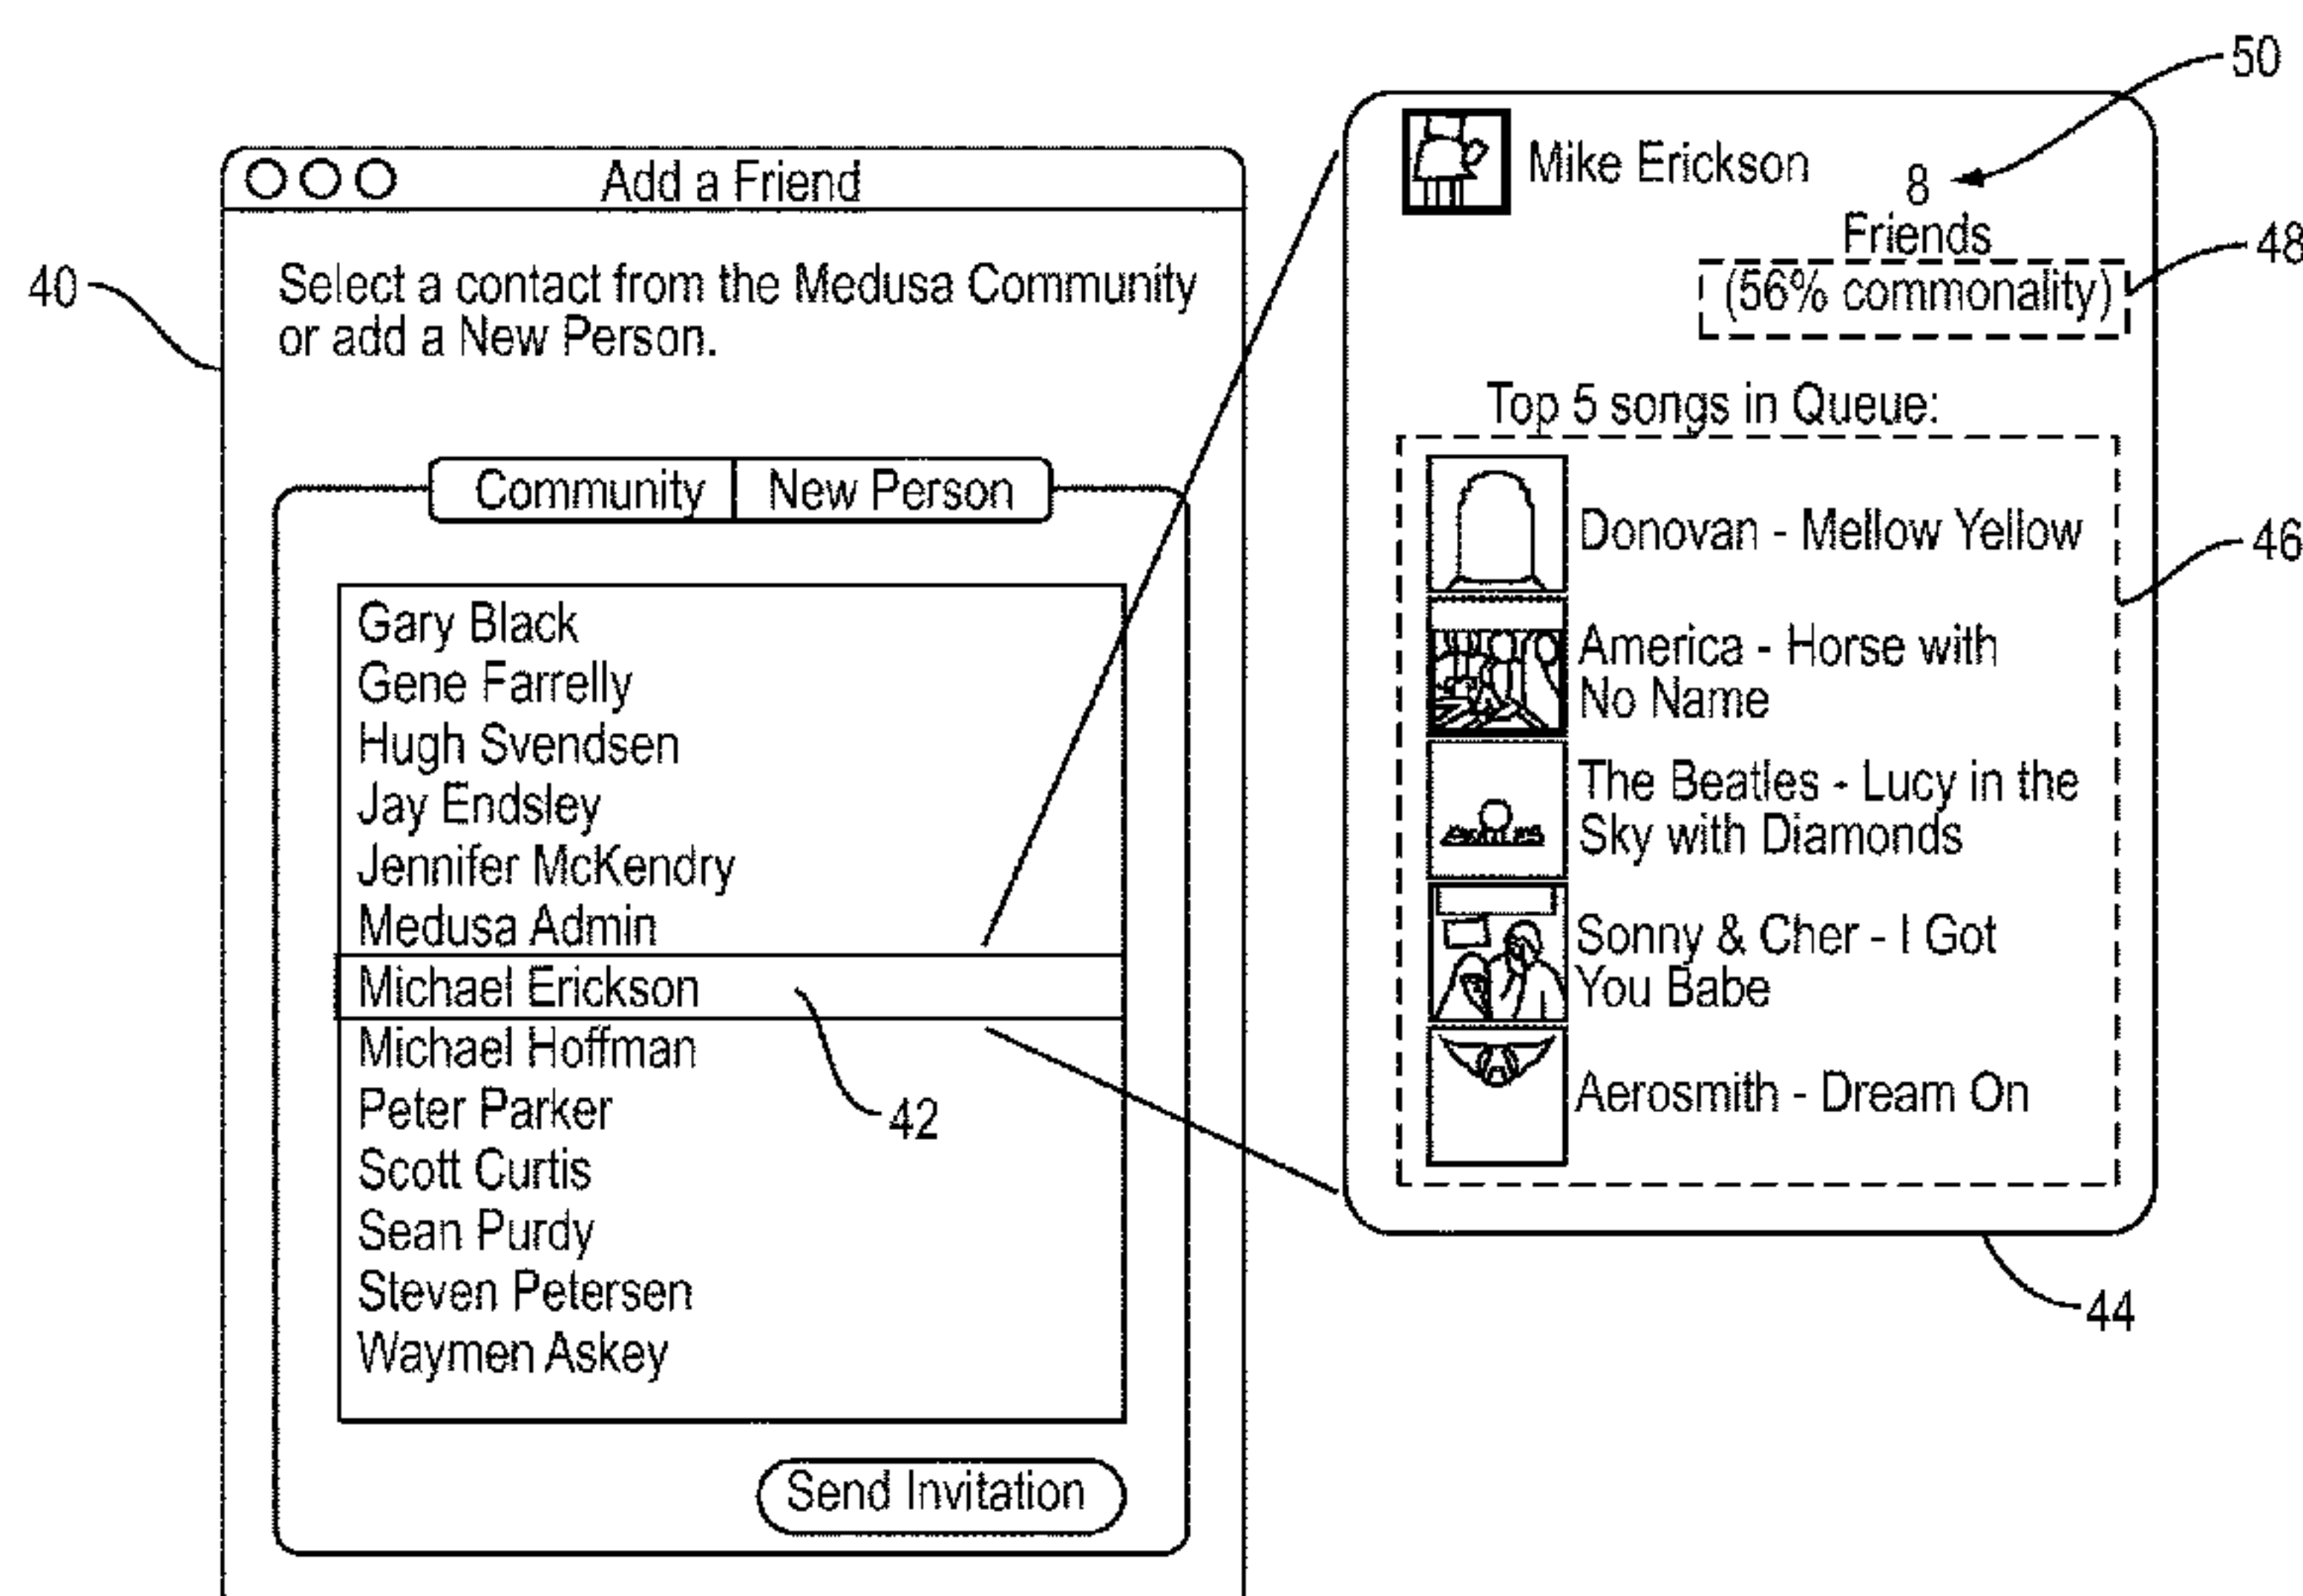 Add a Friend
40
Select a contact from the Medusa Community
or add a New Person.
Community
New Person
Gary Black
Gene Farrelly
Hugh Svendsen
Jay Endsley
Jennifer McKendry
Medusa Admin
Michael Erickson
Michael Hoffman
Peter Parker
Scott Curtis
Sean Purdy
Steven Petersen
Waymen Askey
42
Send Invitation
50
Mike Erickson
8
Friends
48
(56% commonality)
Top 5 songs in Queue:
Donovan - Mellow Yellow
46
America - Horse with
No Name
The Beatles - Lucy in the
Sky with Diamonds
Sonny & Cher - I Got
You Babe
Aerosmith - Dream On
44